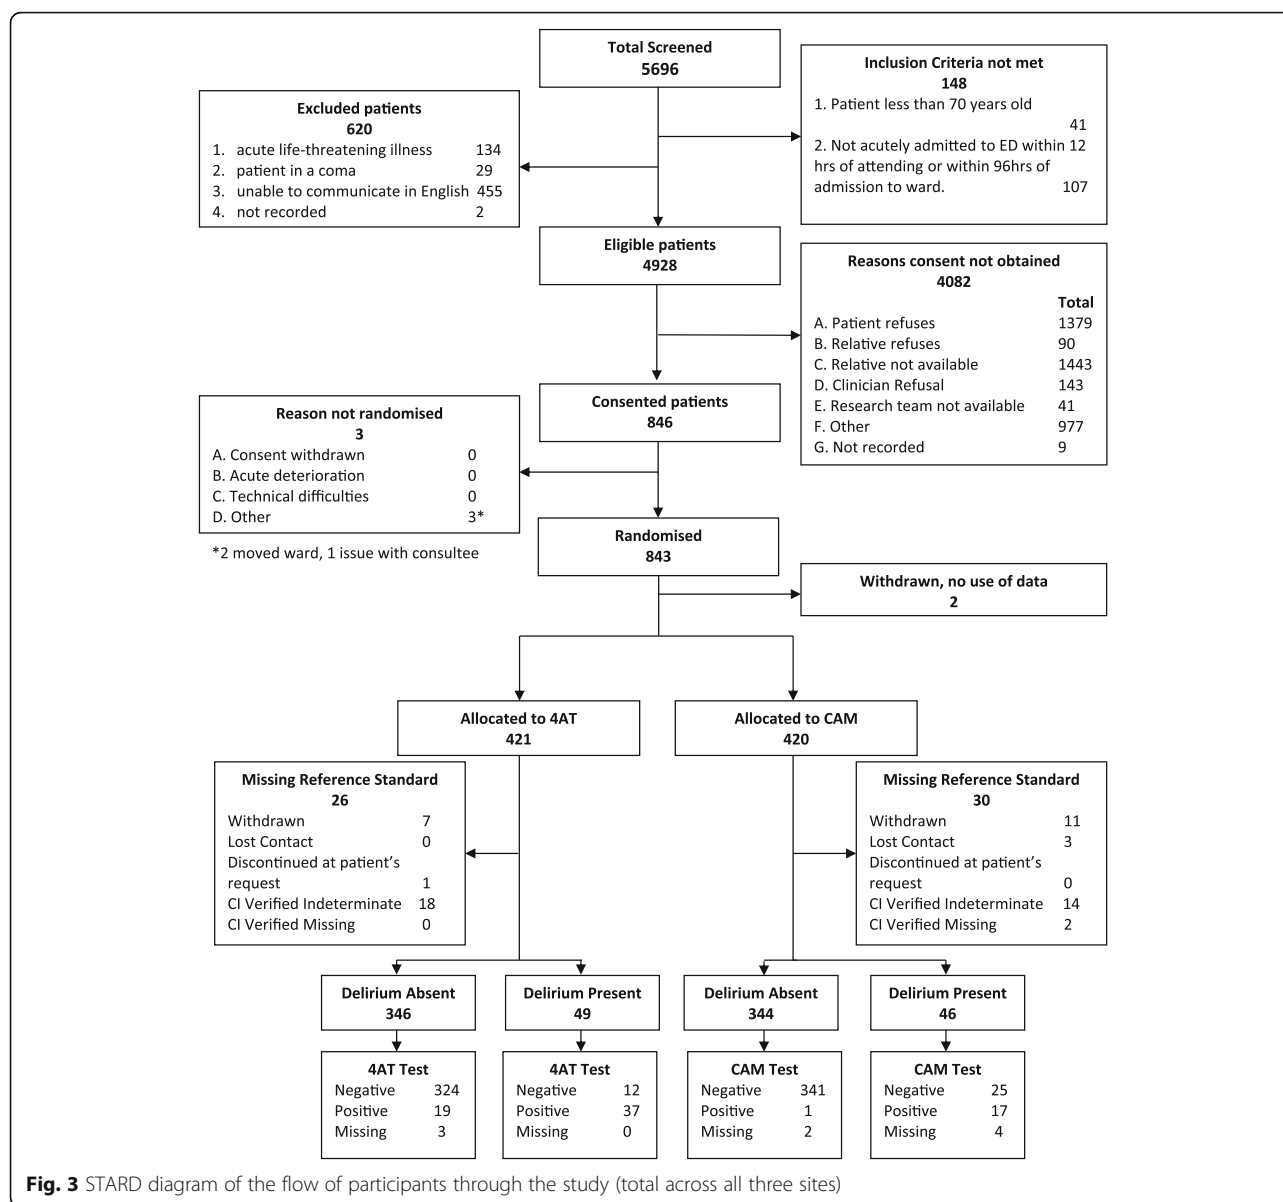 Total Screened
5696
Inclusion Criteria not met
148
1. Patient less than 70 years old
41
2. Not acutely admitted to ED within 12
hrs of attending or within 96hrs of
admission to ward. 107
Excluded patients
620
1. acute life-threatening illness 134
2. patient in a coma 29
3. unable to communicate in English 455
4. not recorded 2
Eligible patients
4928
Reasons consent not obtained
4082
Total
A. Patient refuses 1379
B. Relative refuses 90
C. Relative not available 1443
D. Clinician Refusal 143
E. Research team not available 41
F. Other 977
G. Not recorded 9
Consented patients
846
Reason not randomised
3
A. Consent withdrawn 0
B. Acute deterioration 0
C. Technical difficulties 0
D. Other 3*
*2 moved ward, 1 issue with consultee
Randomised
843
Withdrawn, no use of data
2
Allocated to 4AT
421
Allocated to CAM
420
Missing Reference Standard
26
Withdrawn 7
Lost Contact 0
Discontinued at patient's
request 1
CI Verified Indeterminate 18
CI Verified Missing 0
Missing Reference Standard
30
Withdrawn 11
Lost Contact 3
Discontinued at patient's
request 0
CI Verified Indeterminate 14
CI Verified Missing 2
Delirium Absent
346
Delirium Present
49
Delirium Absent
344
Delirium Present
46
4AT Test
Negative 324
Positive 19
Missing 3
4AT Test
Negative 12
Positive 37
Missing 0
CAM Test
Negative 341
Positive 1
Missing 2
CAM Test
Negative 25
Positive 17
Missing 4
Fig. 3 STARD diagram of the flow of participants through the study (total across all three sites)